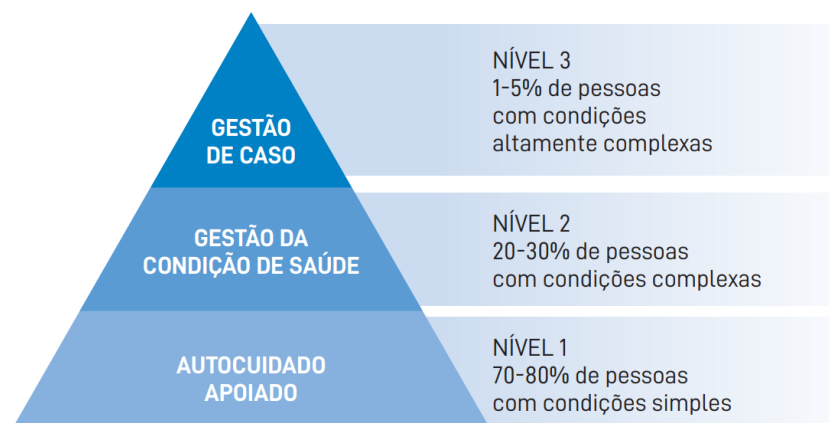 GESTÃO
DE CASO
NÍVEL 3
1-5% de pessoas
com condições
altamente complexas
GESTÃO DA
CONDIÇÃO DE SAÚDE
NÍVEL 2
20-30% de pessoas
com condições complexas
AUTOCUIDADO
APOIADO
NÍVEL 1
70-80% de pessoas
com condições simples